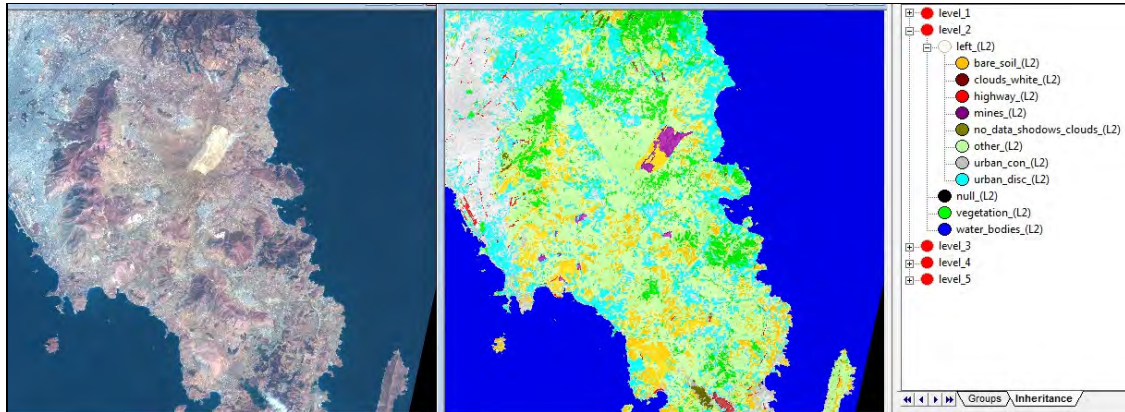 level_1
level_2
left_(L2)
bare_soil_(L2)
clouds_white_(L2)
highway_(L2)
mines_(L2)
no_data_shodows_clouds_(L2)
other_(L2)
urban_con_(L2)
urban_disc_(L2)
null_(L2)
vegetation_(L2)
water_bodies_(L2)
level_3
level_4
level_5
Groups Inheritance